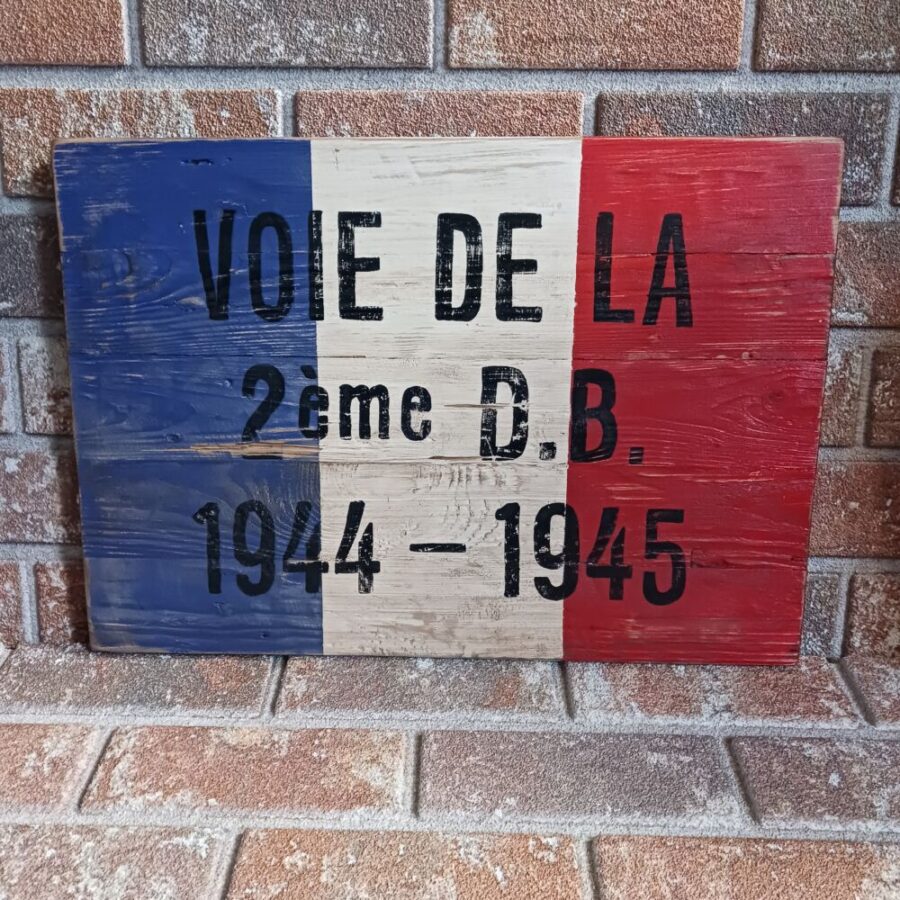 VOIE DE LA
2ème D.B.
1944 – 1945